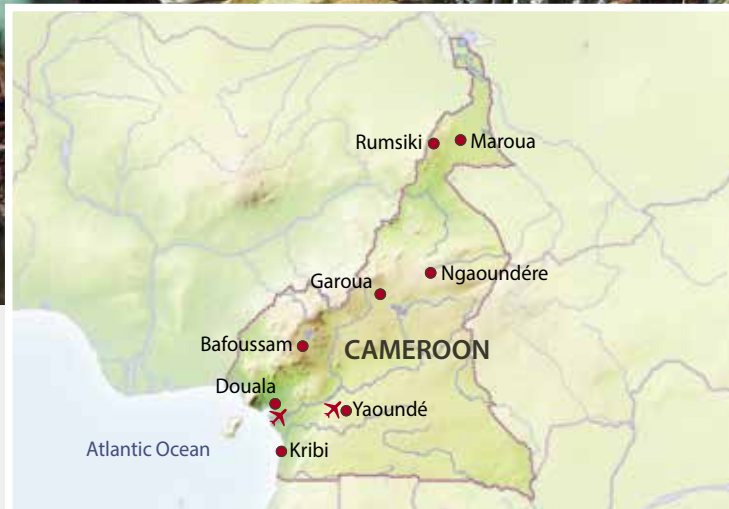 Rumsiki
Maroua
Ngaoundére
Garoua
Bafoussam
CAMEROON
Douala
Yaoundé
Atlantic Ocean
Kribi